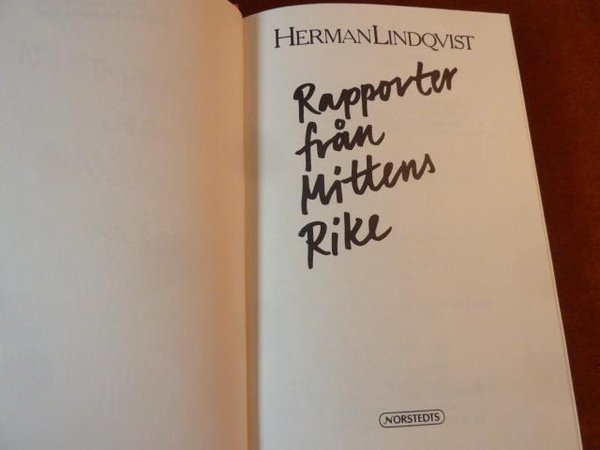 HERMAN LINDQVIST
Rapporter
från
Mittens
Rike
NORSTEDTS